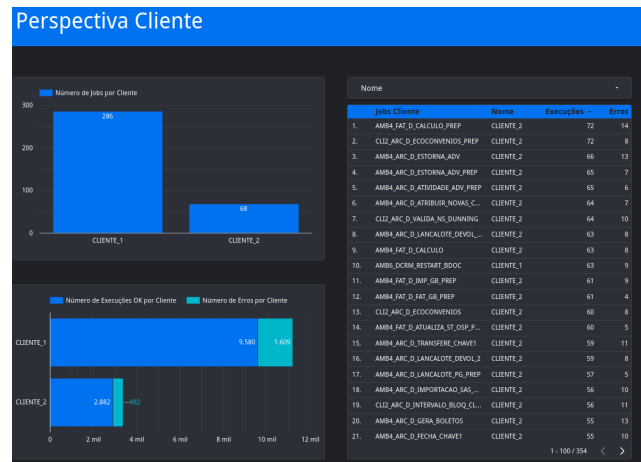 Perspectiva Cliente
Número de Jobs por Cliente
300
200
100
0
286
68
CLIENTE_1
CLIENTE_2
Número de Execuções OK por Cliente Número de Erros por Cliente
CLIENTE_1
9.580 1.609
CLIENTE_2
2.882 482
0 2 mil 4 mil 6 mil 8 mil 10 mil 12 mil
Nome
Jobs Cliente Nome Execuções Erros
1. AMB4_FAT_D_CALCULO_PREP CLIENTE_2 72 14
2. CLI2_ARC_D_ECOCONVENIOS_PREP CLIENTE_2 72 8
3. AMB4_ARC_D_ESTORNA_ADV CLIENTE_2 66 13
4. AMB4_ARC_D_ESTORNA_ADV_PREP CLIENTE_2 65 7
5. AMB4_ARC_D_ATIVIDADE_ADV_PREP CLIENTE_2 65 6
6. AMB4_ARC_D_ATRIBUIR_NOVAS_C... CLIENTE_2 64 7
7. CLI2_ARC_D_VALIDA_NS_DUNNING CLIENTE_2 64 10
8. AMB4_ARC_D_LANCALOTE_DEVOL_... CLIENTE_2 63 8
9. AMB4_FAT_D_CALCULO CLIENTE_2 63 8
10. AMB6_DCRM_RESTART_BDOC CLIENTE_1 63 9
11. AMB4_FAT_D_IMP_GB_PREP CLIENTE_2 61 9
12. AMB4_FAT_D_FAT_GB_PREP CLIENTE_2 61 4
13. CLI2_ARC_D_ECOCONVENIOS CLIENTE_2 60 8
14. AMB4_FAT_D_ATUALIZA_ST_OSP_P... CLIENTE_2 60 5
15. AMB4_ARC_D_TRANSFERE_CHAVE1 CLIENTE_2 59 11
16. AMB4_ARC_D_LANCALOTE_DEVOL_2 CLIENTE_2 59 8
17. AMB4_ARC_D_LANCALOTE_PG_PREP CLIENTE_2 57 5
18. AMB4_ARC_D_IMPORTACAO_SAS_... CLIENTE_2 56 10
19. CLI2_ARC_D_INTERVALO_BLOQ_CL... CLIENTE_2 56 11
20. AMB4_ARC_D_GERA_BOLETOS CLIENTE_2 55 13
21. AMB4_ARC_D_FECHA_CHAVE1 CLIENTE_2 55 10
1 - 100 / 354